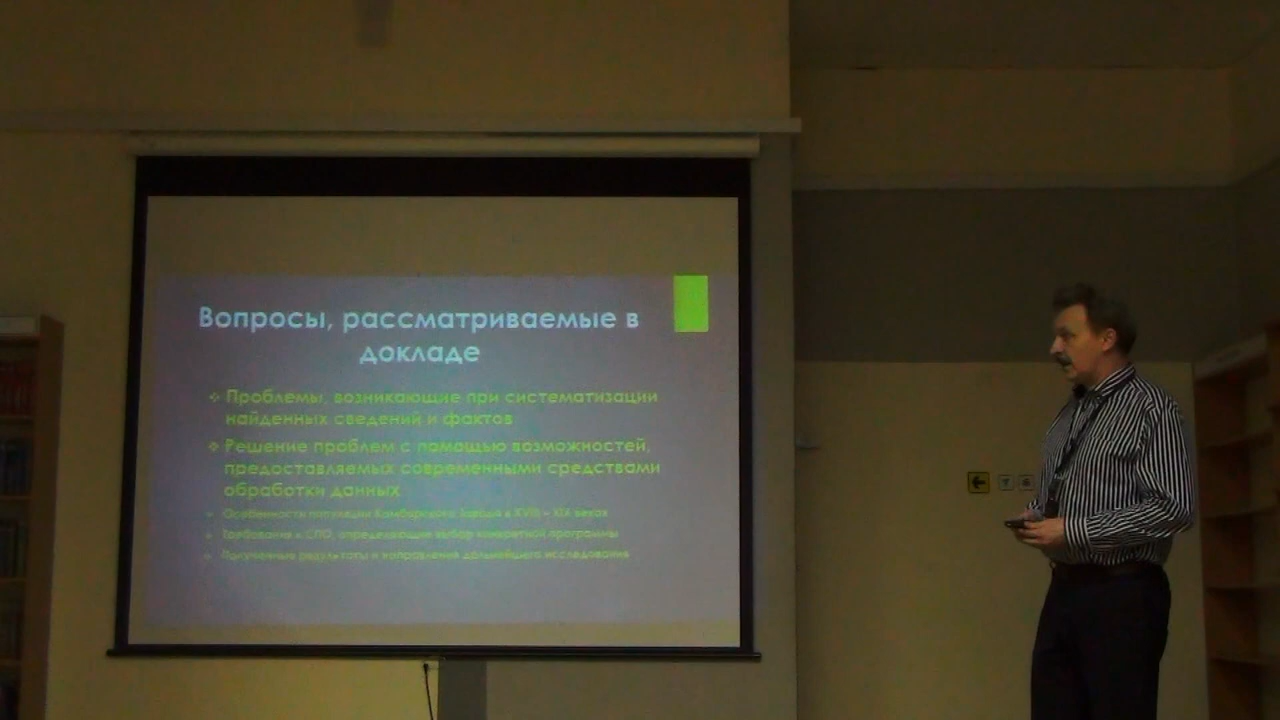 Вопросы, рассматриваемые в
докладе
Проблемы, возникающие при систематизации
найденных сведений и фактов
Решение проблем с помощью возможностей,
предоставляемых современными средствами
обработки данных
Особенности популяции Камбарского Завода в XVIII – XIX веках
Требования к СПО, определяющие выбор конкретной программы
Полученные результаты и направления дальнейшего исследования